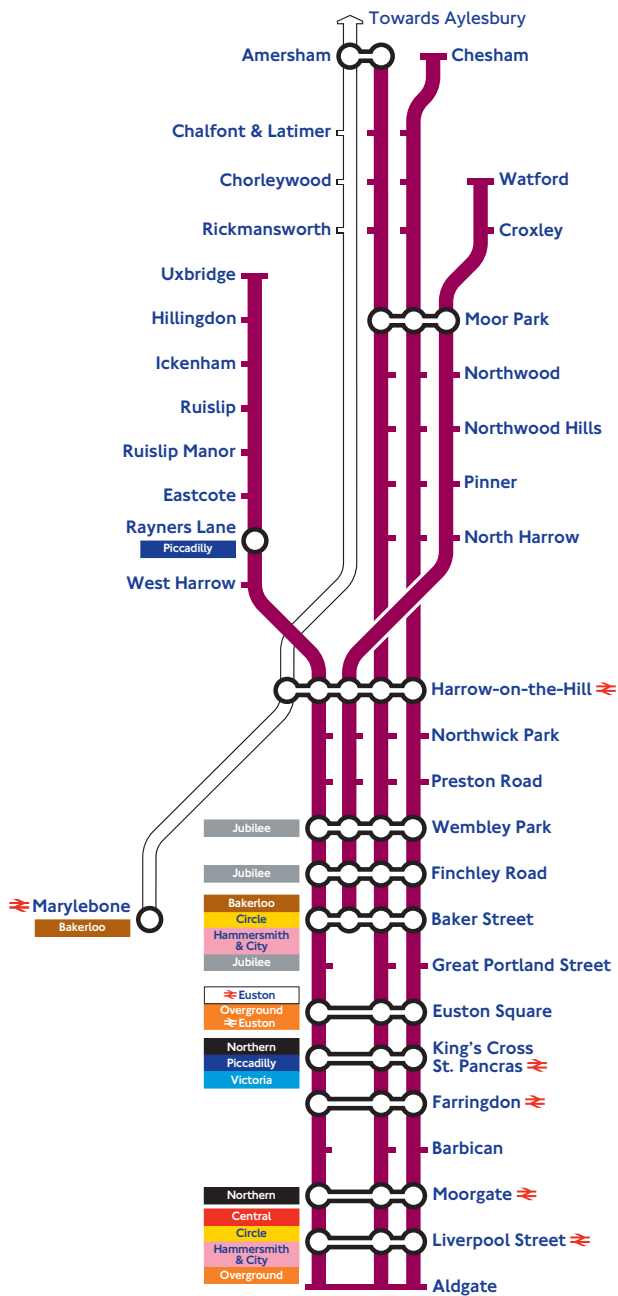 Towards Aylesbury
Amersham
Chesham
Chalfont & Latimer
Chorleywood
Watford
Rickmansworth
Croxley
Uxbridge
Hillingdon
Moor Park
Ickenham
Northwood
Ruislip
Northwood Hills
Ruislip Manor
Pinner
Eastcote
Rayners Lane
Piccadilly
North Harrow
West Harrow
Harrow-on-the-Hill
Northwick Park
Preston Road
Jubilee
Wembley Park
Jubilee
Finchley Road
Marylebone
Bakerloo
Bakerloo
Circle
Hammersmith
& City
Jubilee
Baker Street
Great Portland Street
Euston
Overground
Euston
Euston Square
Northern
Piccadilly
Victoria
King's Cross
St. Pancras
Farringdon
Barbican
Northern
Moorgate
Central
Circle
Hammersmith
& City
Overground
Liverpool Street
Aldgate